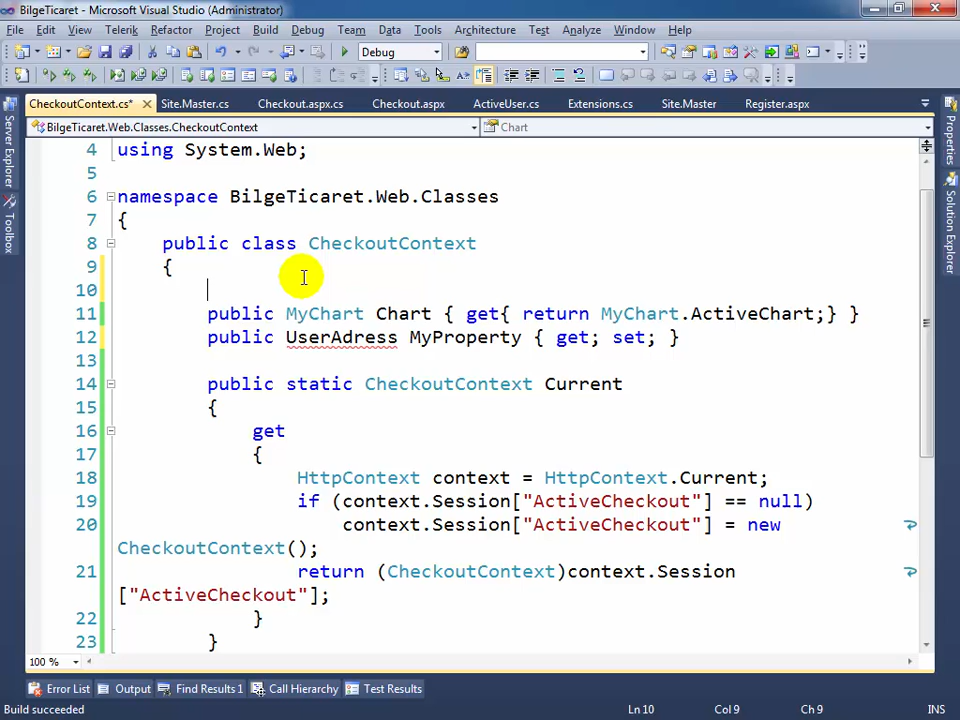 BilgeTicaret - Microsoft Visual Studio (Administrator)
File Edit View Telerik Refactor Project Build Debug Team Data Tools Architecture Test Analyze Window Help
Debug
CheckoutContext.cs* Site.Master.cs Checkout.aspx.cs Checkout.aspx ActiveUser.cs Extensions.cs Site.Master Register.aspx
BilgeTicaret.Web.Classes.CheckoutContext Chart
Server Explorer
Toolbox
Properties
Solution Explorer
4 using System.Web;
5
6 namespace BilgeTicaret.Web.Classes
7 {
8 public class CheckoutContext
9 {
10
11 public MyChart Chart { get{ return MyChart.ActiveChart;} }
12 public UserAdress MyProperty { get; set; }
13
14 public static CheckoutContext Current
15 {
16 get
17 {
18 HttpContext context = HttpContext.Current;
19 if (context.Session["ActiveCheckout"] == null)
20 context.Session["ActiveCheckout"] = new
CheckoutContext();
21 return (CheckoutContext)context.Session
["ActiveCheckout"];
22 }
23 }
100 %
Error List Output Find Results 1 Call Hierarchy Test Results
Build succeeded Ln 10 Col 9 Ch 9 INS